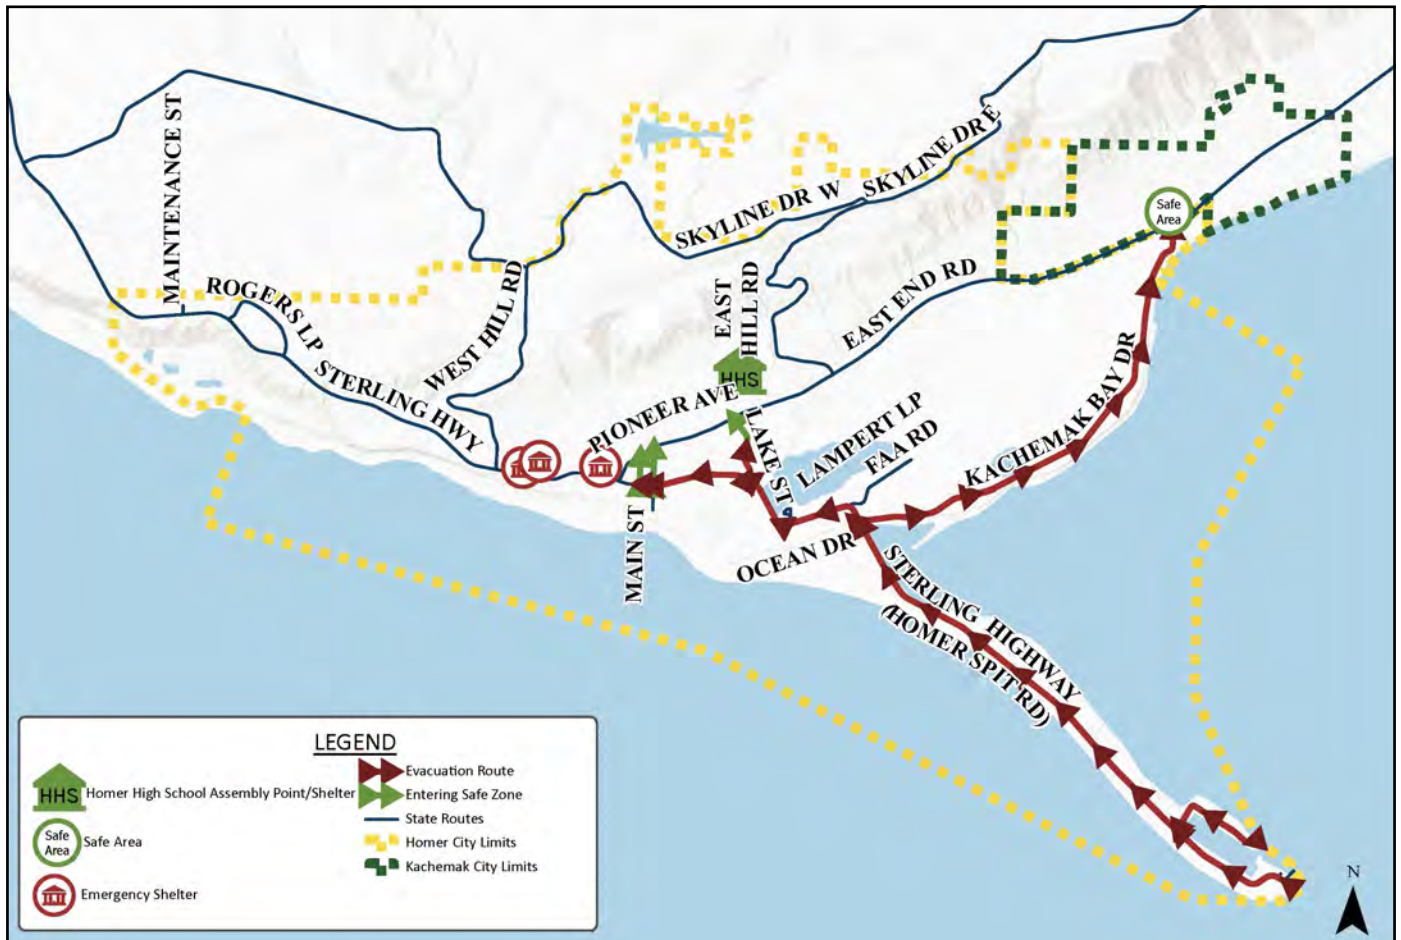 MAINTENANCE ST
SKYLINE DR E
SKYLINE DR W
Safe
Area
ROGERS LP
WEST HILL RD
EAST
HILL RD
EAST END RD
STERLING HWY
HHS
PIONEER AVE
LAKE ST
LAMPERT LP
FAA RD
KACHEMAK BAY DR
MAIN ST
OCEAN DR
STERLING HIGHWAY
(HOMER SPIT RD)
LEGEND
HHS Homer High School Assembly Point/Shelter
Safe
Area
Safe Area
Emergency Shelter
Evacuation Route
Entering Safe Zone
State Routes
Homer City Limits
Kachemak City Limits
N